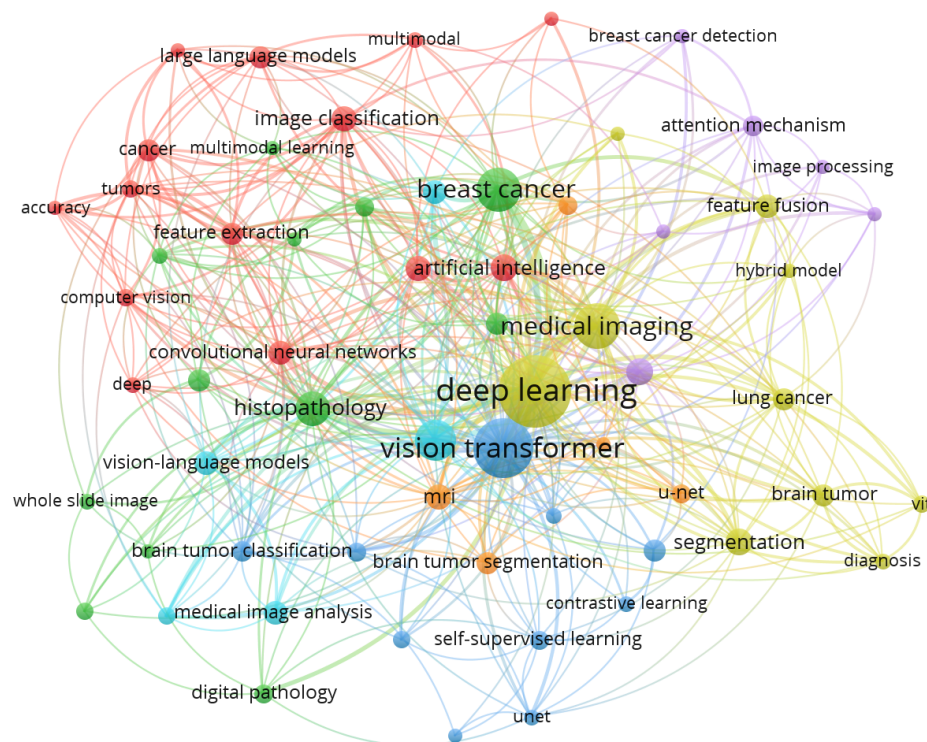 breast cancer detection
multimodal
large language models
image classification
attention mechanism
multimodal learning
cancer
image processing
tumors
breast cancer
accuracy
feature fusion
feature extraction
artificial intelligence
hybrid model
computer vision
medical imaging
convolutional neural networks
deep
deep learning
lung cancer
histopathology
vision transformer
vision-language models
mri
u-net
brain tumor
whole slide image
vit
segmentation
brain tumor classification
brain tumor segmentation
diagnosis
contrastive learning
medical image analysis
self-supervised learning
digital pathology
unet